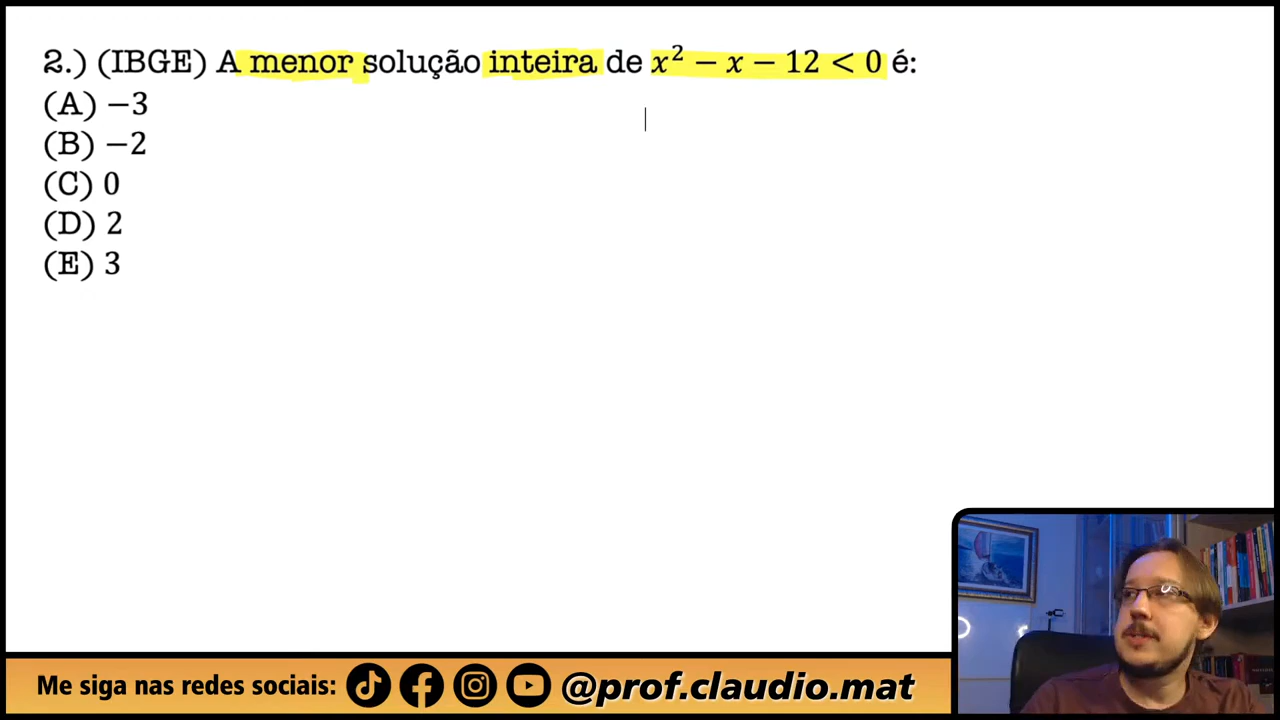 2.) (IBGE) A menor solução inteira de x² − x − 12 < 0 é:
(A) −3
(B) −2
(C) 0
(D) 2
(E) 3
Me siga nas redes sociais: @prof.claudio.mat